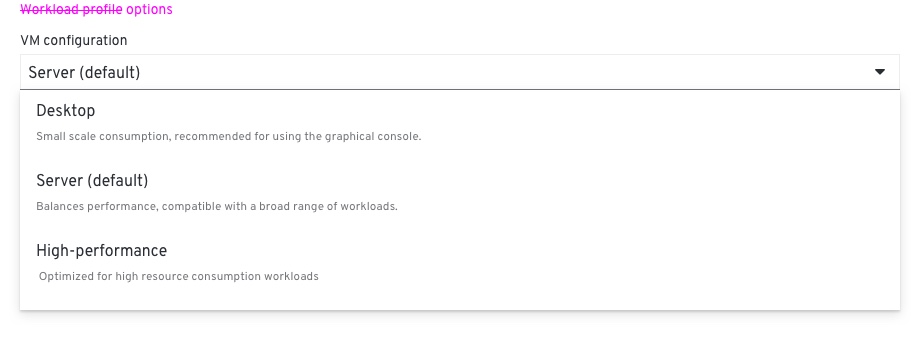 Workload profile options
VM configuration
Server (default)
Desktop
Small scale consumption, recommended for using the graphical console.
Server (default)
Balances performance, compatible with a broad range of workloads.
High-performance
Optimized for high resource consumption workloads